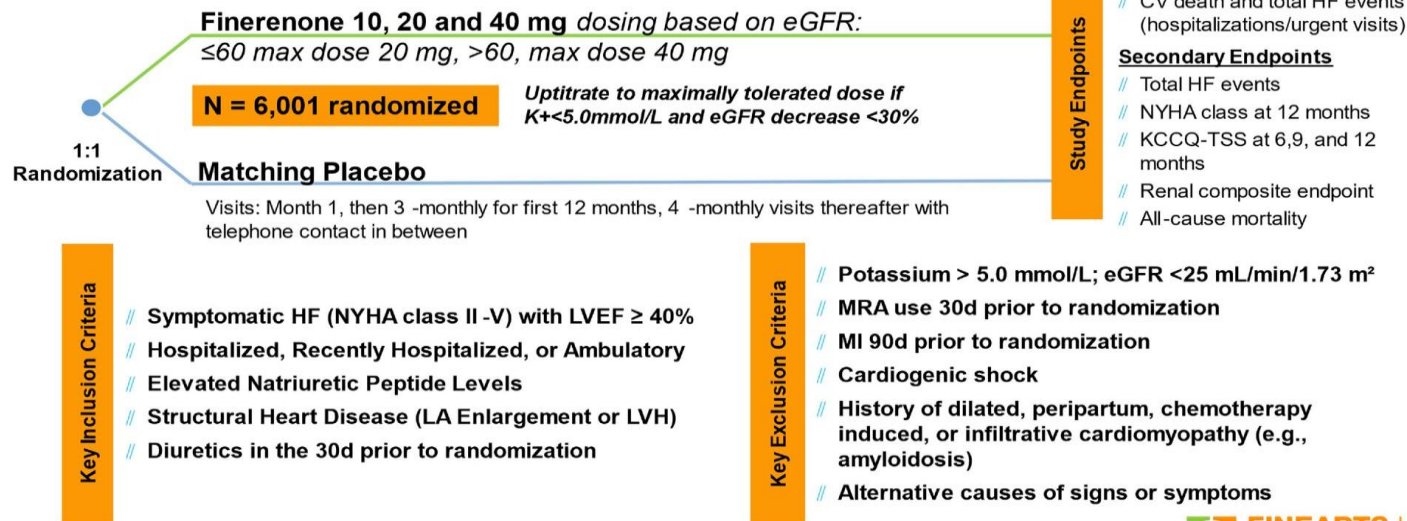 Finerenone 10, 20 and 40 mg dosing based on eGFR:
≤60 max dose 20 mg, >60, max dose 40 mg
N = 6,001 randomized
Uptitrate to maximally tolerated dose if
K+<5.0mmol/L and eGFR decrease <30%
1:1
Randomization
Matching Placebo
Visits: Month 1, then 3 -monthly for first 12 months, 4 -monthly visits thereafter with
telephone contact in between
Study Endpoints
// CV death and total HF events
(hospitalizations/urgent visits)
Secondary Endpoints
// Total HF events
// NYHA class at 12 months
// KCCQ-TSS at 6,9, and 12
months
// Renal composite endpoint
// All-cause mortality
Key Inclusion Criteria
// Symptomatic HF (NYHA class II -V) with LVEF ≥ 40%
// Hospitalized, Recently Hospitalized, or Ambulatory
// Elevated Natriuretic Peptide Levels
// Structural Heart Disease (LA Enlargement or LVH)
// Diuretics in the 30d prior to randomization
Key Exclusion Criteria
// Potassium > 5.0 mmol/L; eGFR <25 mL/min/1.73 m²
// MRA use 30d prior to randomization
// MI 90d prior to randomization
// Cardiogenic shock
// History of dilated, peripartum, chemotherapy
induced, or infiltrative cardiomyopathy (e.g.,
amyloidosis)
// Alternative causes of signs or symptoms